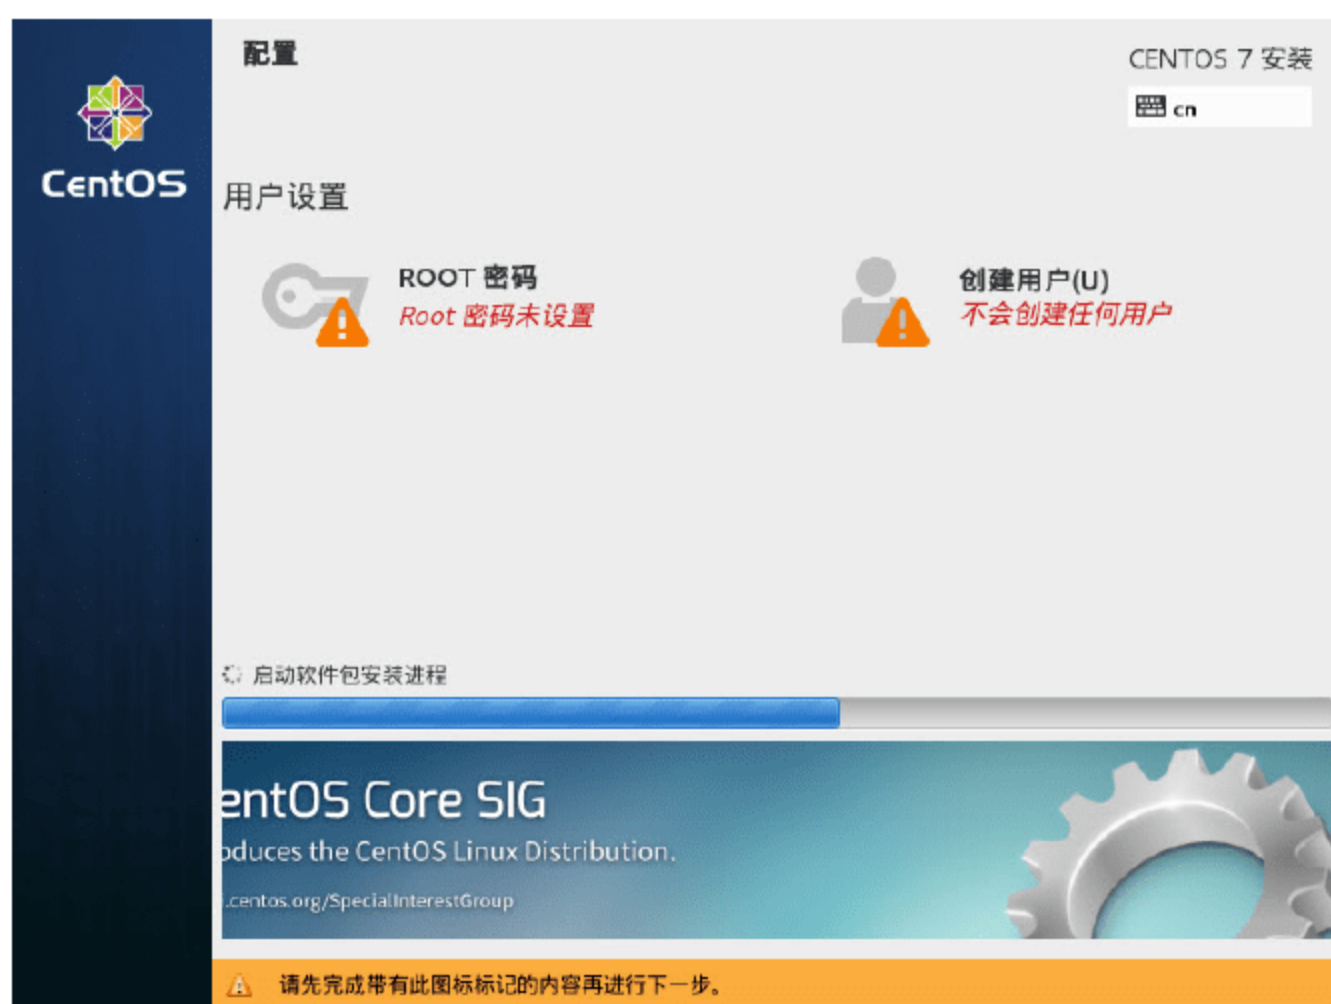 配置
CENTOS 7 安装
cn
CentOS
用户设置
ROOT 密码
Root 密码未设置
创建用户(U)
不会创建任何用户
启动软件包安装进程
entOS Core SIG
oduces the CentOS Linux Distribution.
.centos.org/SpecialInterestGroup
请先完成带有此图标标记的内容再进行下一步。